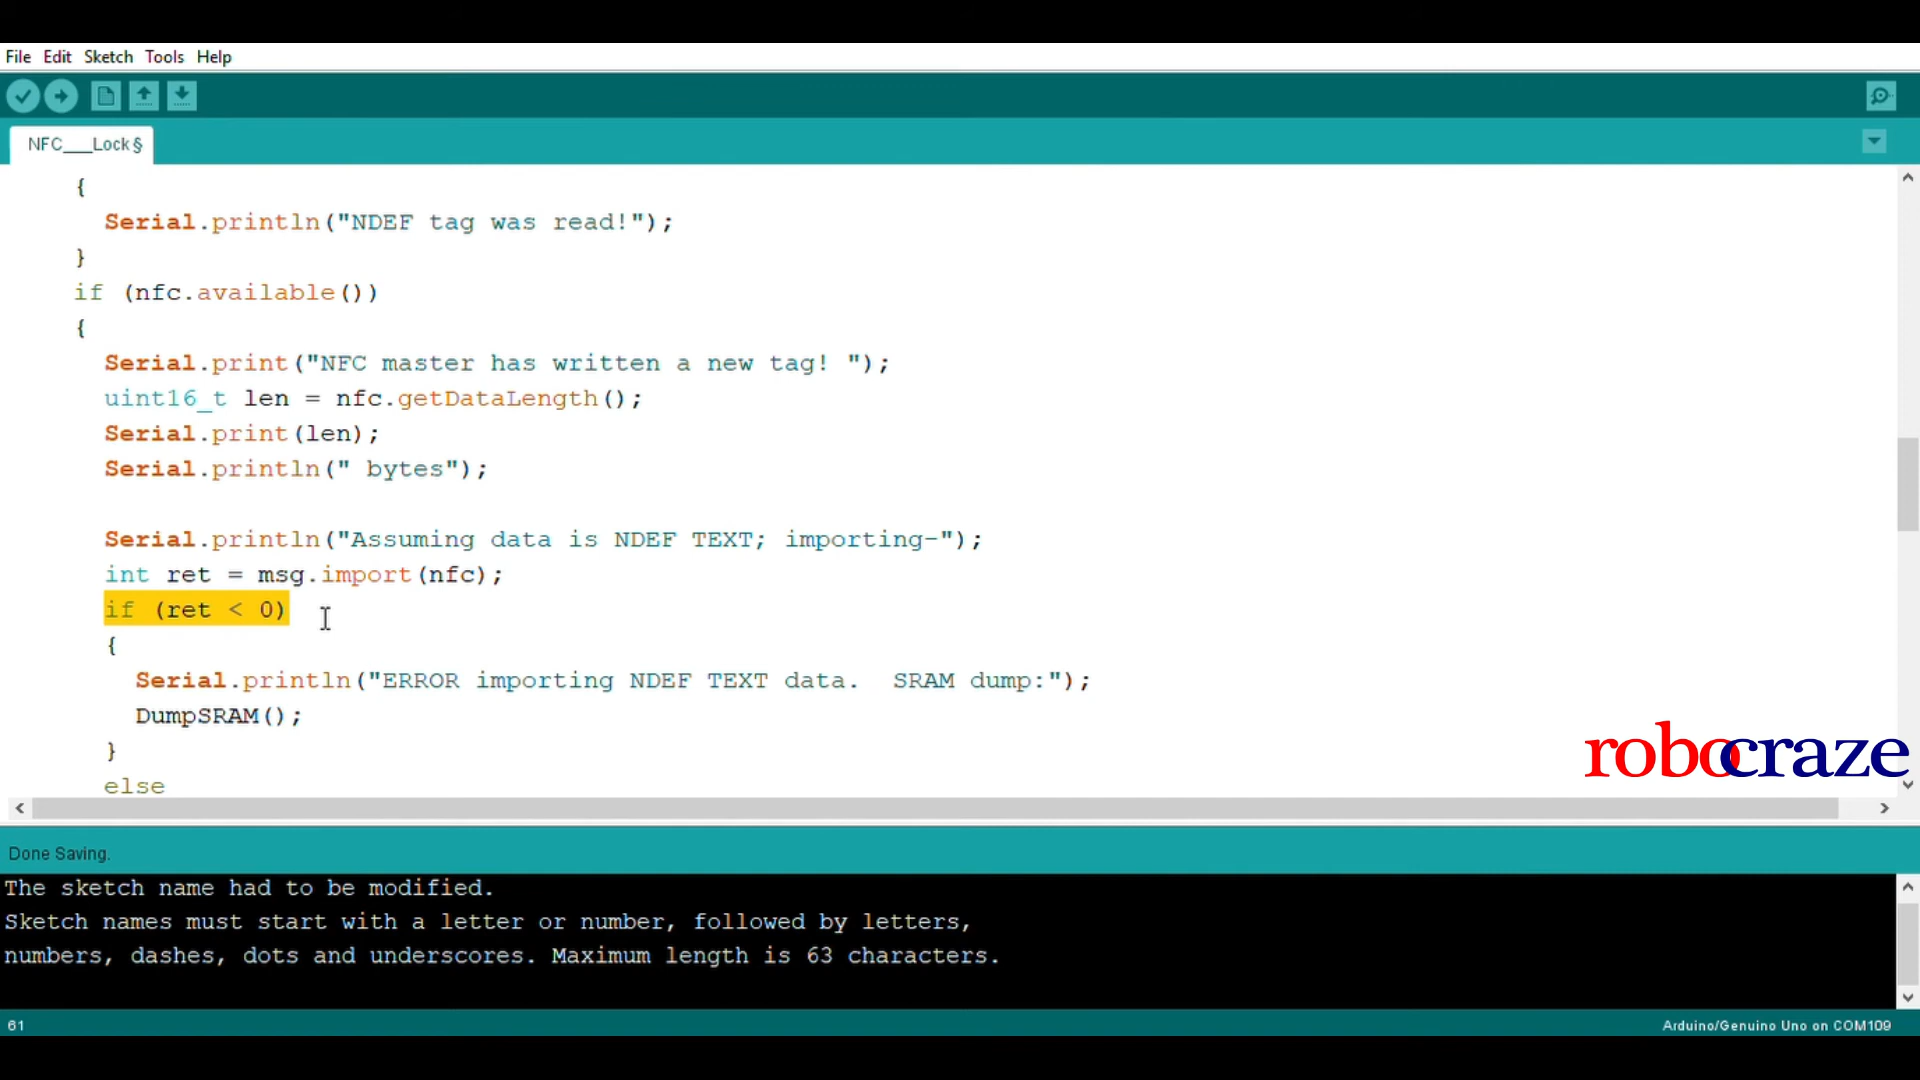 File Edit Sketch Tools Help
NFC___Lock§
{
Serial.println("NDEF tag was read!");
}
if (nfc.available())
{
Serial.print("NFC master has written a new tag! ");
uint16_t len = nfc.getDataLength();
Serial.print(len);
Serial.println(" bytes");
Serial.println("Assuming data is NDEF TEXT; importing-");
int ret = msg.import(nfc);
if (ret < 0)
{
Serial.println("ERROR importing NDEF TEXT data.  SRAM dump:");
DumpSRAM();
}
else
robocraze
Done Saving.
The sketch name had to be modified.
Sketch names must start with a letter or number, followed by letters,
numbers, dashes, dots and underscores. Maximum length is 63 characters.
61 Arduino/Genuino Uno on COM109